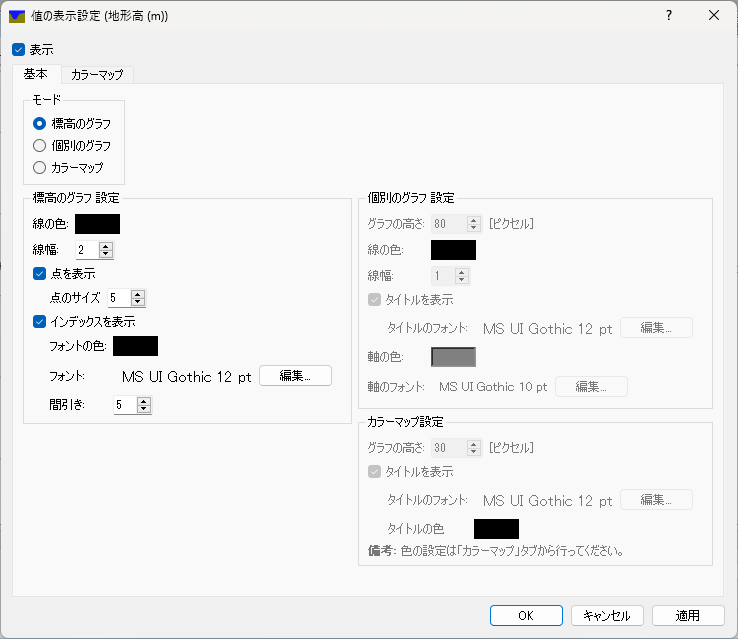 値の表示設定 (地形高 (m))
?
表示
基本
カラーマップ
モード
標高のグラフ
個別のグラフ
カラーマップ
標高のグラフ 設定
線の色:
線幅: 2
点を表示
点のサイズ 5
インデックスを表示
フォントの色:
フォント: MS UI Gothic 12 pt 編集...
間引き: 5
個別のグラフ 設定
グラフの高さ: 80 [ピクセル]
線の色:
線幅: 1
タイトルを表示
タイトルのフォント: MS UI Gothic 12 pt 編集...
軸の色:
軸のフォント: MS UI Gothic 10 pt 編集...
カラーマップ設定
グラフの高さ: 30 [ピクセル]
タイトルを表示
タイトルのフォント: MS UI Gothic 12 pt 編集...
タイトルの色
備考: 色の設定は「カラーマップ」タブから行ってください。
OK キャンセル 適用